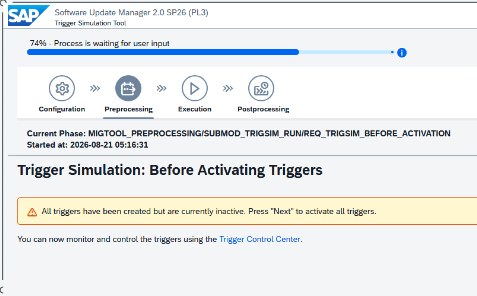 SAP
Software Update Manager 2.0 SP26 (PL3)
Trigger Simulation Tool
74% - Process is waiting for user input
Configuration
Preprocessing
Execution
Postprocessing
Current Phase: MIGTOOL_PREPROCESSING/SUBMOD_TRIGSIM_RUN/REQ_TRIGSIM_BEFORE_ACTIVATION
Started at: 2026-08-21 05:16:31
Trigger Simulation: Before Activating Triggers
All triggers have been created but are currently inactive. Press "Next" to activate all triggers.
You can now monitor and control the triggers using the Trigger Control Center.